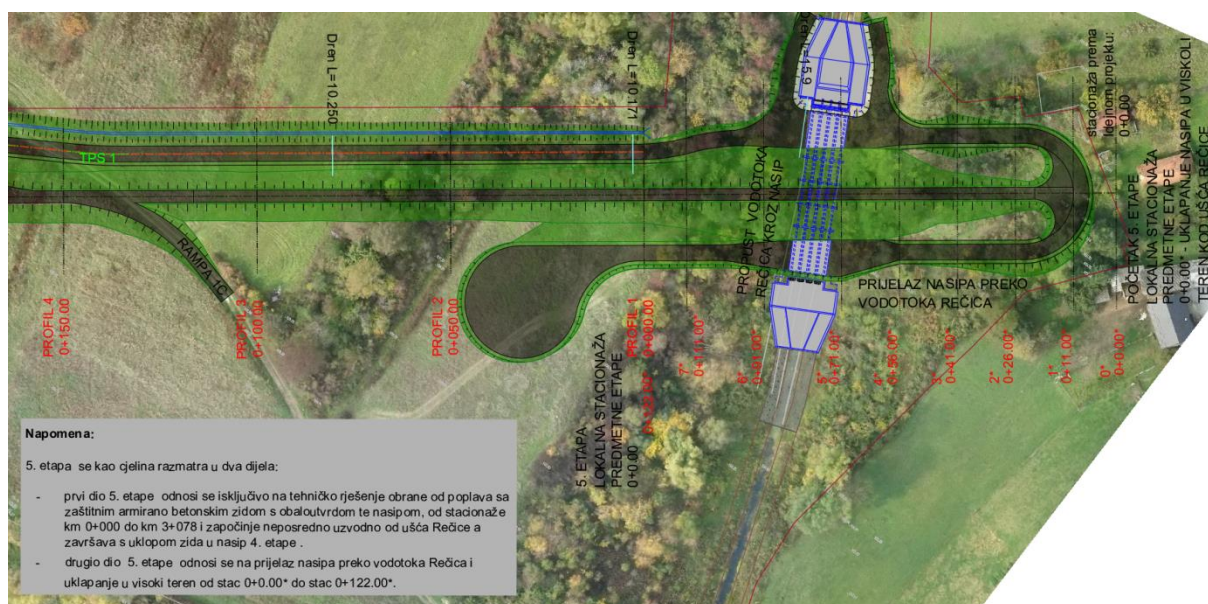 Dren L=10.250
Dren L=10.171
Dren L=15.9
TPS 1
RAMPA-1C
PROPUST VODOTOKA
REČICA KROZ NASIP
PRIJELAZ NASIPA PREKO
VODOTOKA REČICA
stacionaža prema
Idejnom projektu:
0+0.00
POČETAK 5. ETAPE
LOKALNA STACIONAŽA
PREDMETNE ETAPE
0+0.00* - UKLAPANJE NASIPA U VISKOLI
TEREN KOD UŠĆA REČICE
PROFIL 4
0+150.00
PROFIL 3
0+100.00
PROFIL 2
0+050.00
PROFIL 1
0+000.00
0+122.00*
7*
0+101.00*
6*
5*
0+71.00*
4*
0+56.00*
3*
0+41.00*
2*
0+26.00*
1*
0+11.00*
0*
0+0.00*
5. ETAPA
LOKALNA STACIONAŽA
PREDMETNE ETAPE
0+0.00
Napomena:
5. etapa se kao cjelina razmatra u dva dijela:
- prvi dio 5. etape odnosi se isključivo na tehničko rješenje obrane od poplava sa
zaštitnim armirano betonskim zidom s obaloutvrdom te nasipom, od stacionaže
km 0+000 do km 3+078 i započinje neposredno uzvodno od ušća Rečice a
završava s uklopom zida u nasip 4. etape .
- drugio dio 5. etape odnosi se na prijelaz nasipa preko vodotoka Rečica i
uklapanje u visoki teren od stac 0+0.00* do stac 0+122.00*.